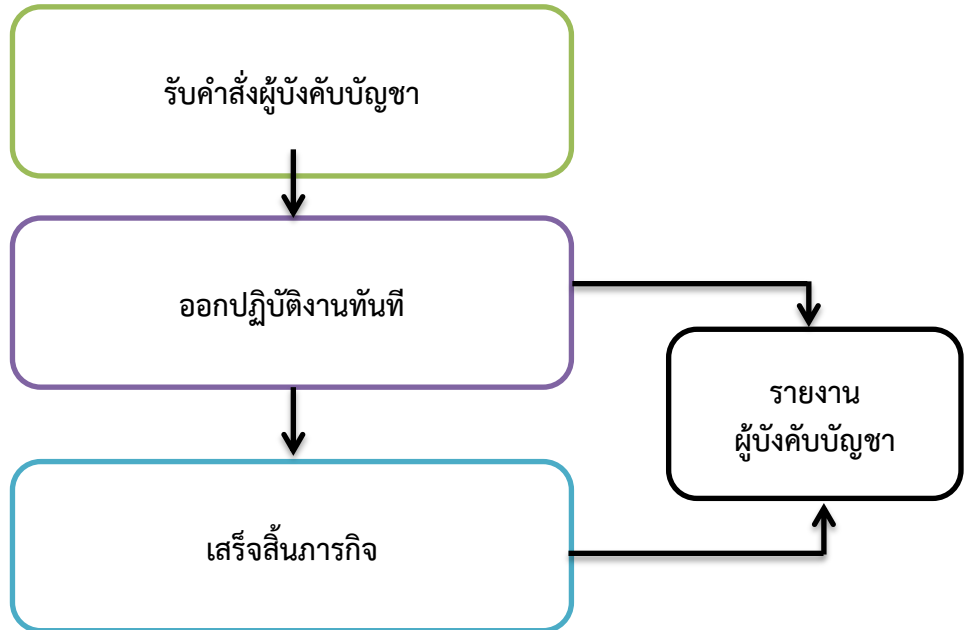 รับคำสั่งผู้บังคับบัญชา
ออกปฏิบัติงานทันที
รายงาน
ผู้บังคับบัญชา
เสร็จสิ้นภารกิจ